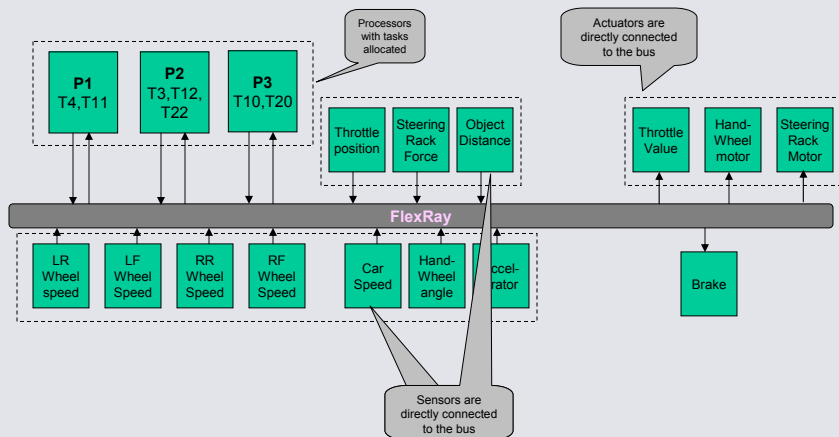 Processors
with tasks
allocated
Actuators are
directly connected
to the bus
P1
T4,T11
P2
T3,T12,
T22
P3
T10,T20
Throttle
position
Steering
Rack
Force
Object
Distance
Throttle
Value
Hand-
Wheel
motor
Steering
Rack
Motor
FlexRay
LR
Wheel
speed
LF
Wheel
Speed
RR
Wheel
Speed
RF
Wheel
Speed
Car
Speed
Hand-
Wheel
angle
ccel-
rator
Brake
Sensors are
directly connected
to the bus